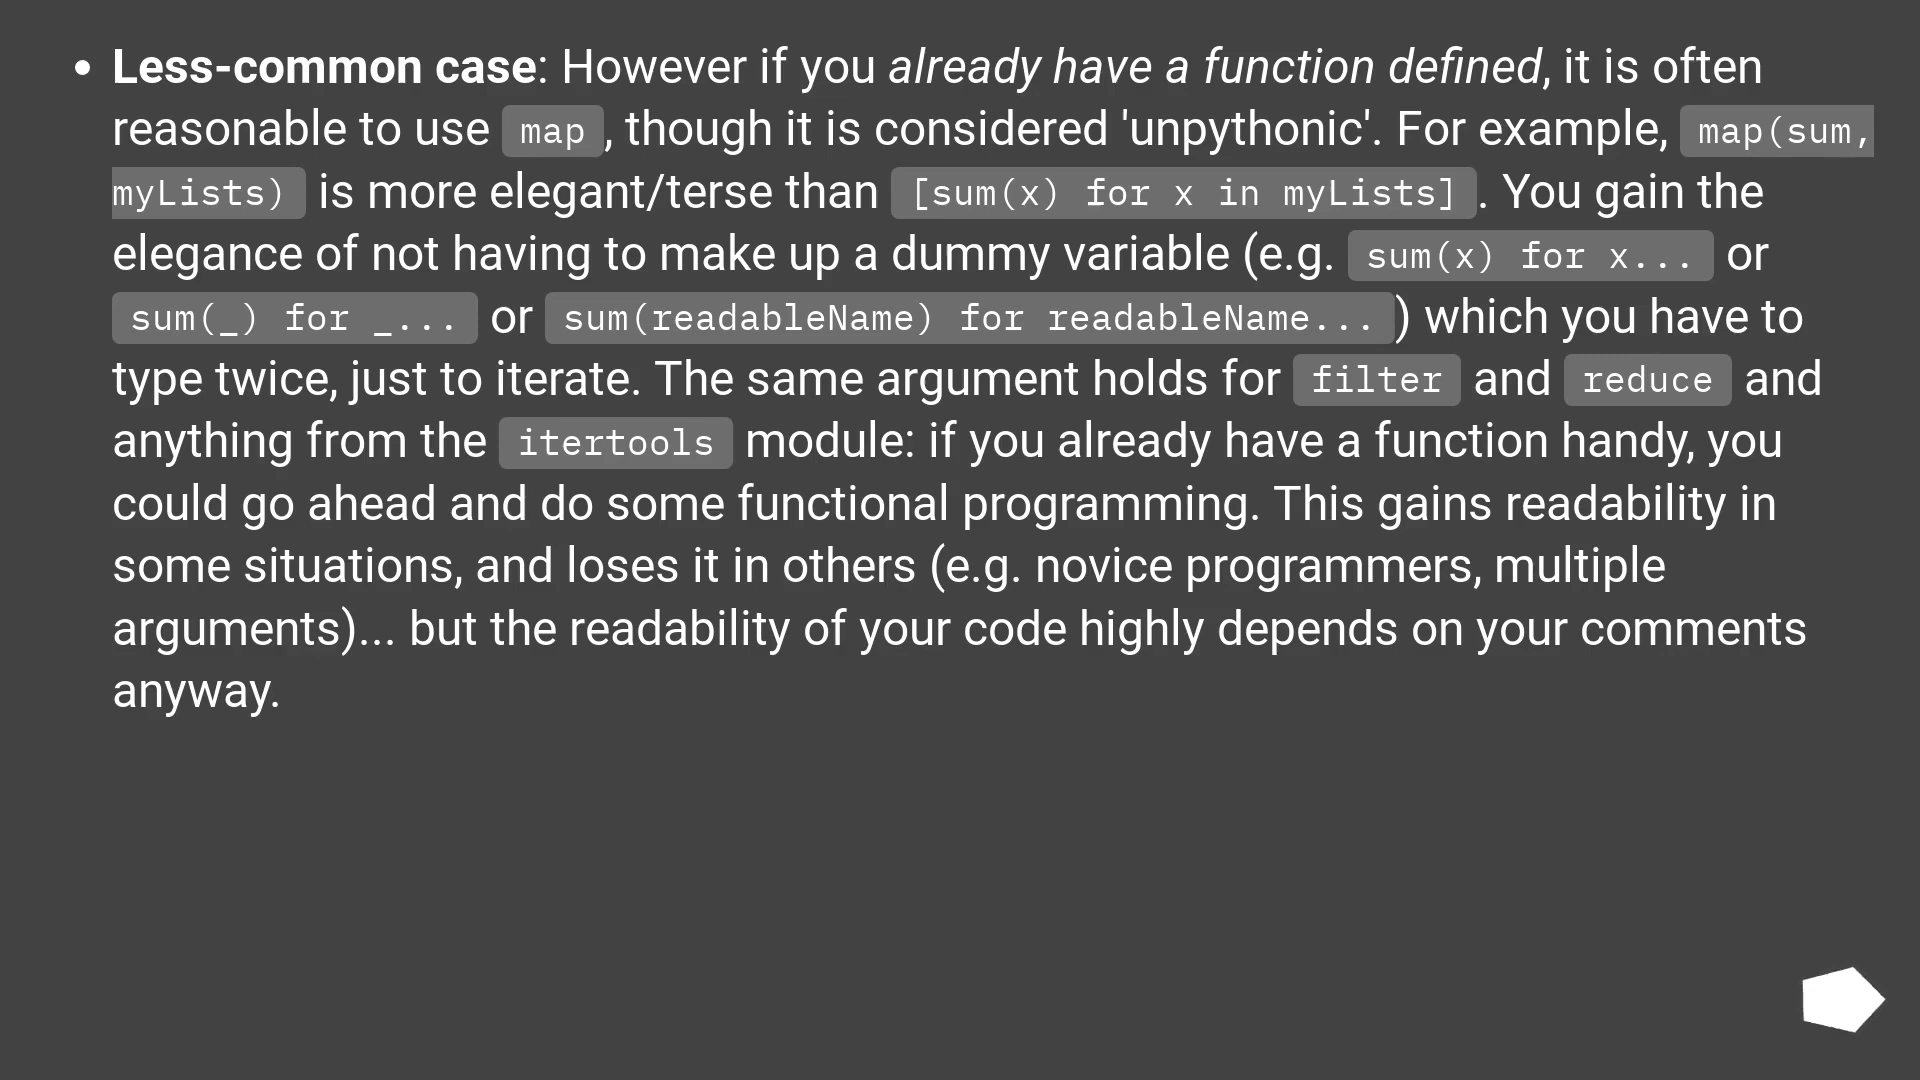 • Less-common case: However if you already have a function defined, it is often
reasonable to use map, though it is considered 'unpythonic'. For example, map(sum,
myLists) is more elegant/terse than [sum(x) for x in myLists]. You gain the
elegance of not having to make up a dummy variable (e.g. sum(x) for x... or
sum(_) for _... or sum(readableName) for readableName...) which you have to
type twice, just to iterate. The same argument holds for filter and reduce and
anything from the itertools module: if you already have a function handy, you
could go ahead and do some functional programming. This gains readability in
some situations, and loses it in others (e.g. novice programmers, multiple
arguments)... but the readability of your code highly depends on your comments
anyway.